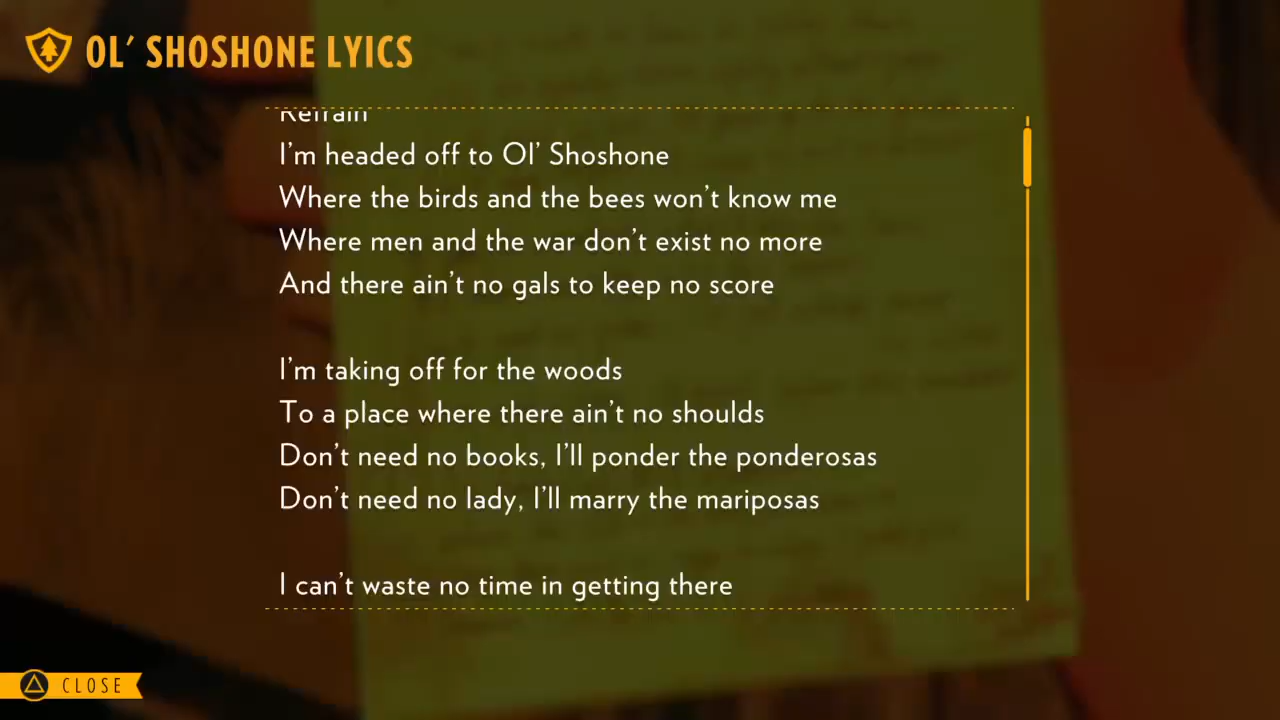 OL' SHOSHONE LYICS
Refrain
I'm headed off to Ol' Shoshone
Where the birds and the bees won't know me
Where men and the war don't exist no more
And there ain't no gals to keep no score
I'm taking off for the woods
To a place where there ain't no shoulds
Don't need no books, I'll ponder the ponderosas
Don't need no lady, I'll marry the mariposas
I can't waste no time in getting there
CLOSE